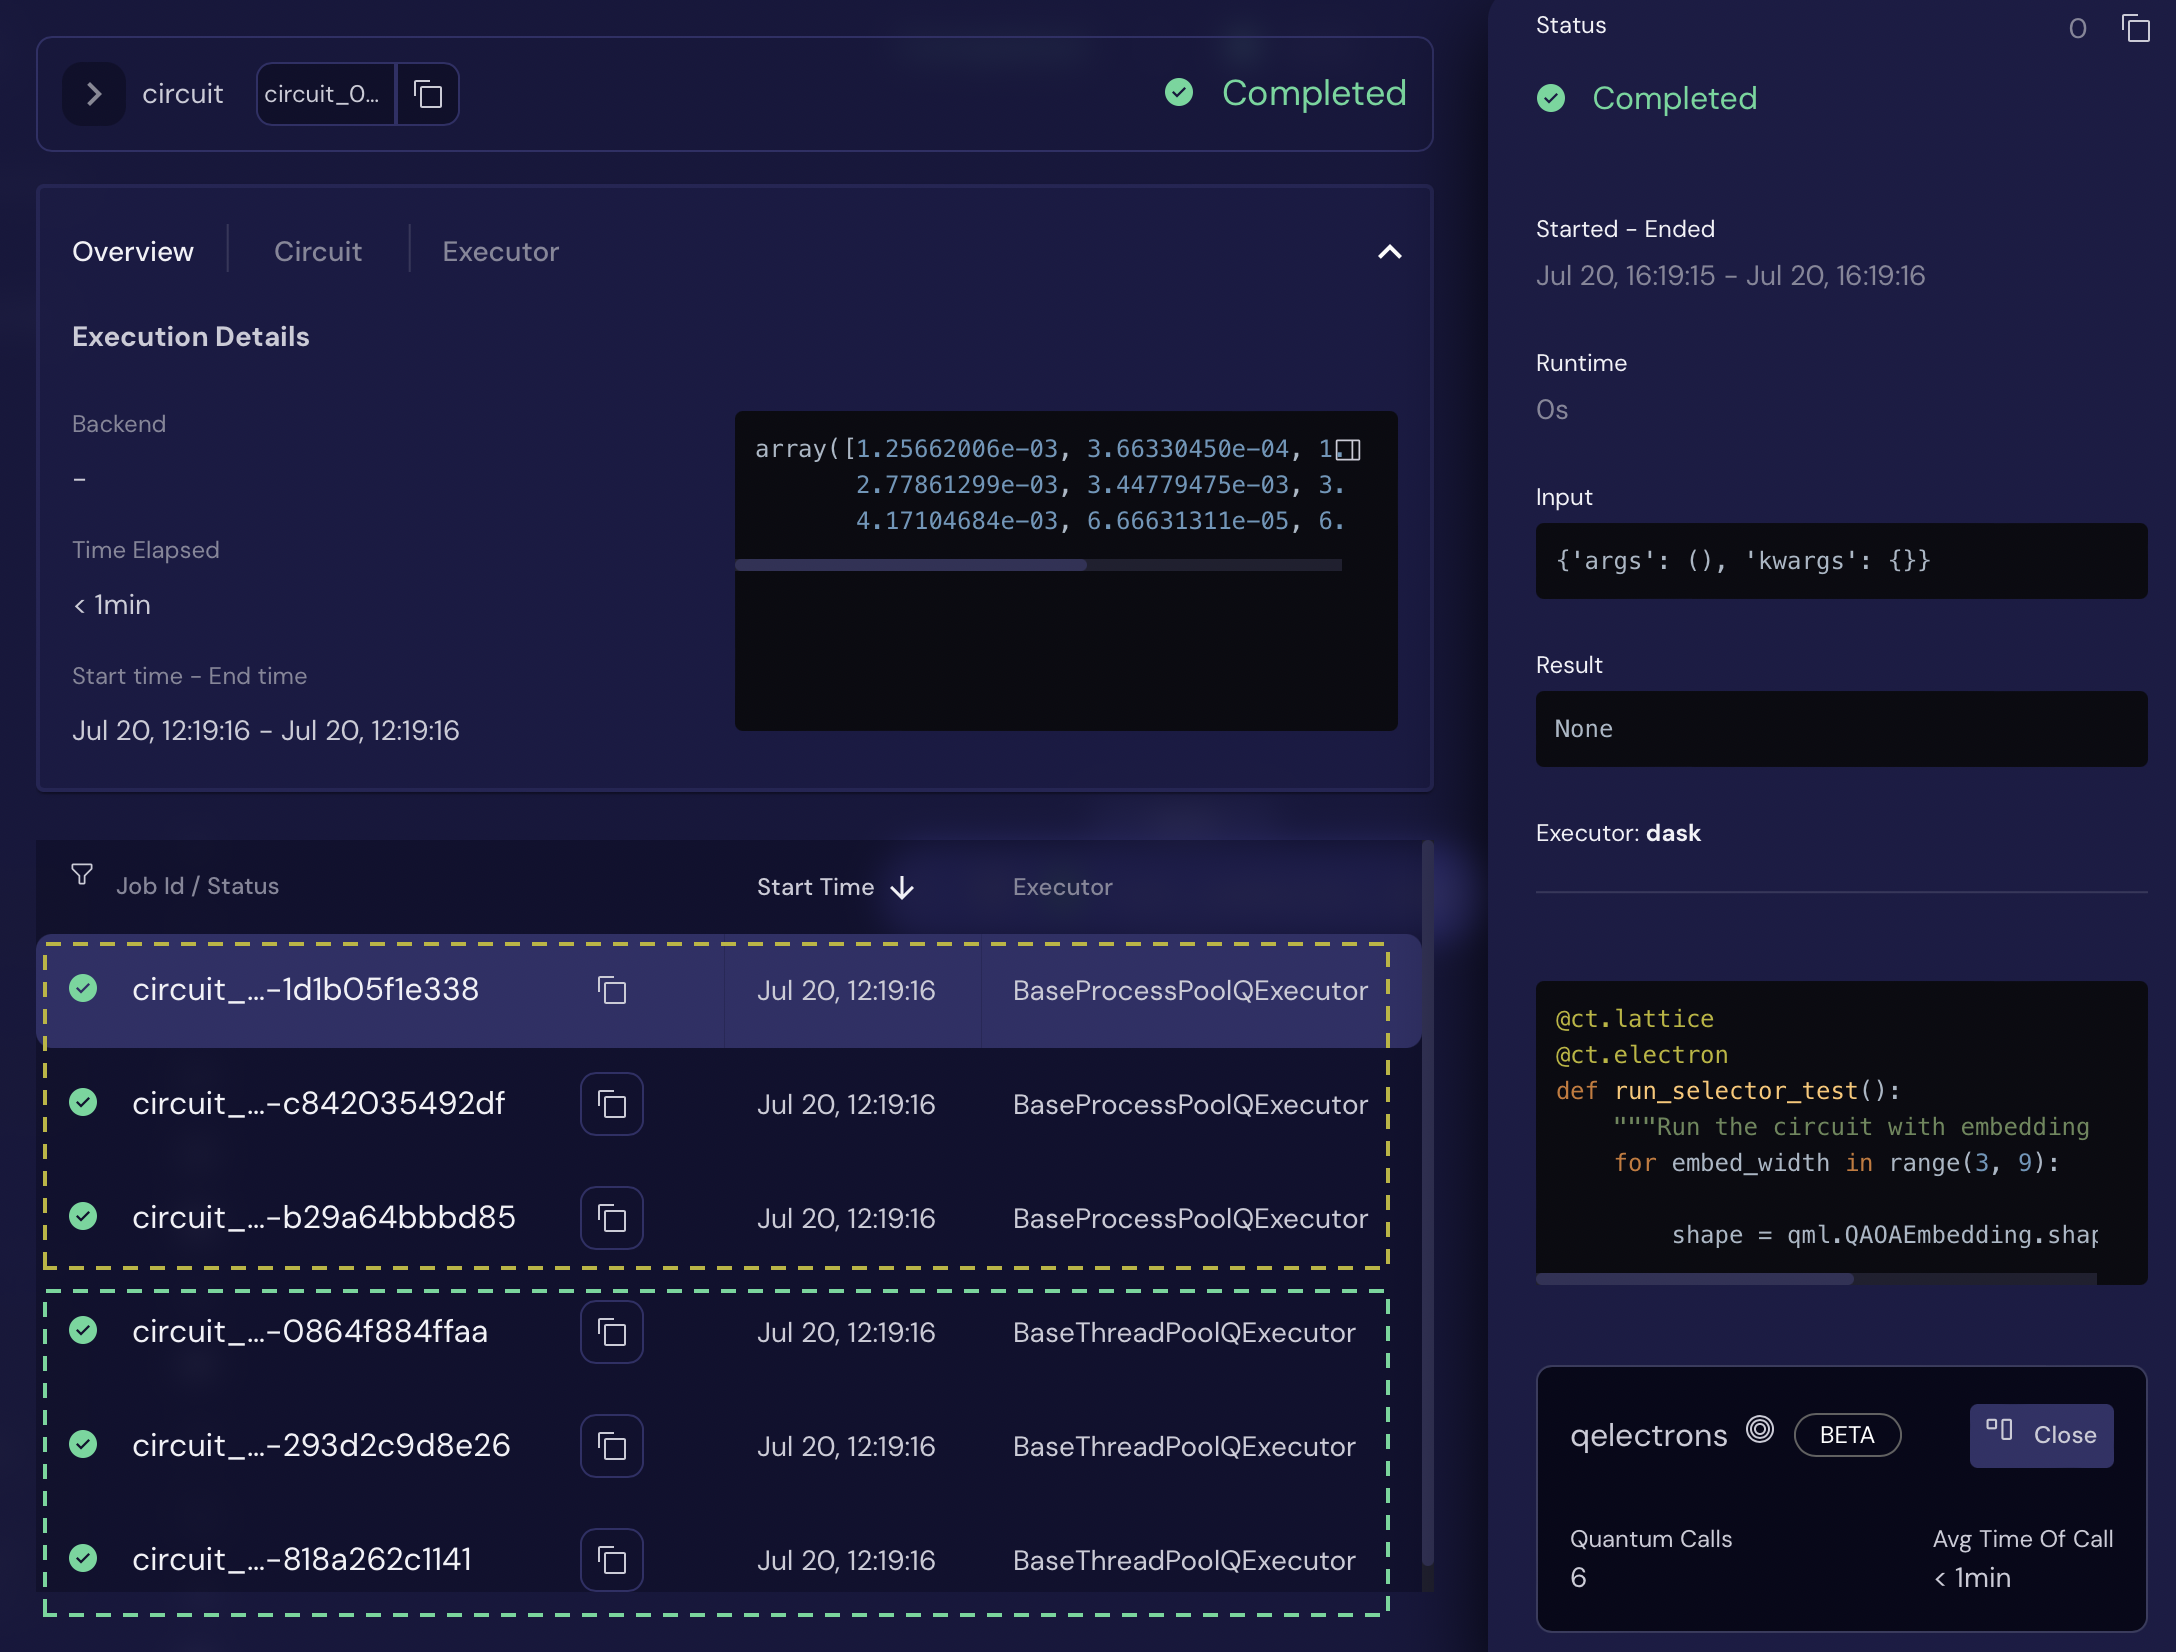 circuit
circuit_0...
Completed
Overview
Circuit
Executor
Execution Details
Backend
-
Time Elapsed
< 1min
Start time - End time
Jul 20, 12:19:16 - Jul 20, 12:19:16
array([1.25662006e-03, 3.66330450e-04, 1.
2.77861299e-03, 3.44779475e-03, 3.
4.17104684e-03, 6.66631311e-05, 6.
Job Id / Status
Start Time
Executor
circuit_...-1d1b05f1e338
Jul 20, 12:19:16
BaseProcessPoolQExecutor
circuit_...-c842035492df
Jul 20, 12:19:16
BaseProcessPoolQExecutor
circuit_...-b29a64bbbd85
Jul 20, 12:19:16
BaseProcessPoolQExecutor
circuit_...-0864f884ffaa
Jul 20, 12:19:16
BaseThreadPoolQExecutor
circuit_...-293d2c9d8e26
Jul 20, 12:19:16
BaseThreadPoolQExecutor
circuit_...-818a262c1141
Jul 20, 12:19:16
BaseThreadPoolQExecutor
Status
0
Completed
Started - Ended
Jul 20, 16:19:15 - Jul 20, 16:19:16
Runtime
0s
Input
{'args': (), 'kwargs': {}}
Result
None
Executor: dask
@ct.lattice
@ct.electron
def run_selector_test():
"""Run the circuit with embedding
for embed_width in range(3, 9):
shape = qml.QAOAEmbedding.shap
qelectrons
BETA
Close
Quantum Calls
6
Avg Time Of Call
< 1min